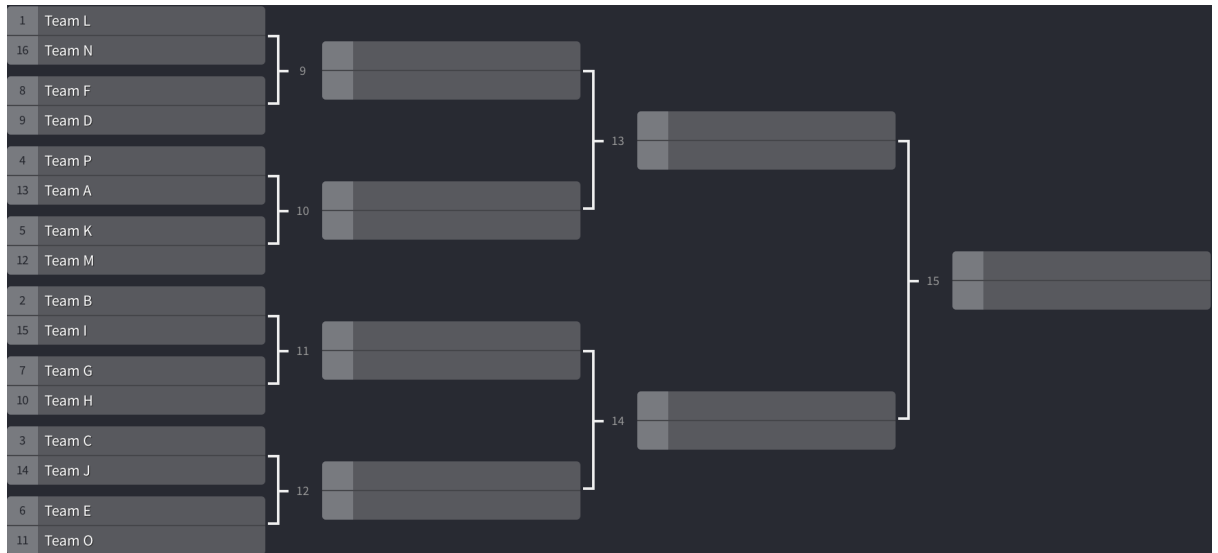 1 Team L
16 Team N
8 Team F
9 Team D
4 Team P
13 Team A
5 Team K
12 Team M
2 Team B
15 Team I
7 Team G
10 Team H
3 Team C
14 Team J
6 Team E
11 Team O
9
10
11
12
13
14
15